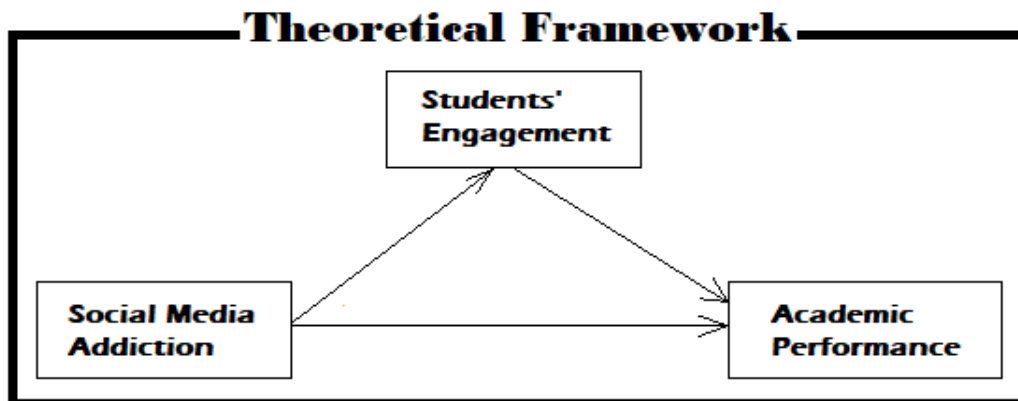 Theoretical Framework
Students'
Engagement
Social Media
Addiction
Academic
Performance